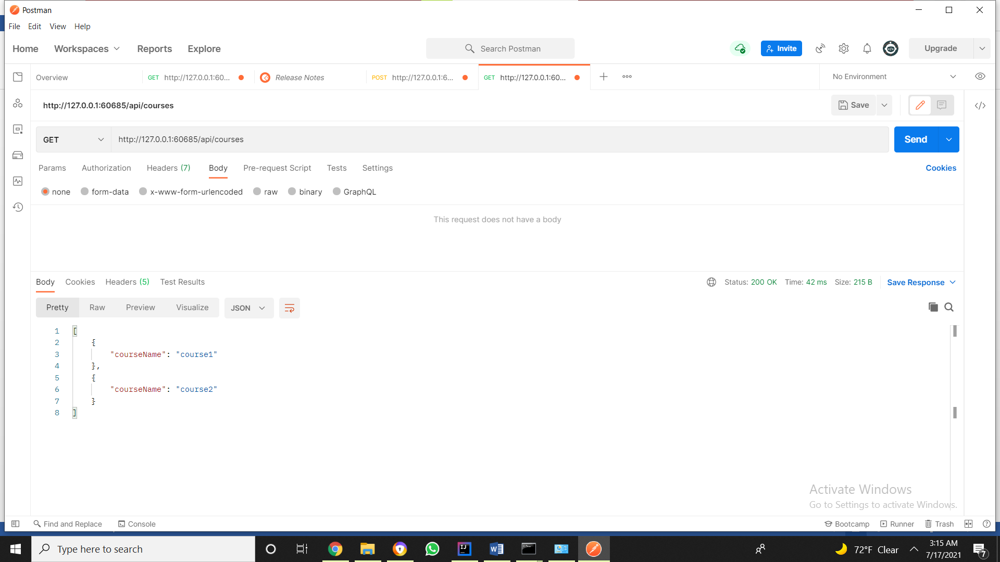 Postman
File Edit View Help
Home Workspaces Reports Explore Search Postman Invite Upgrade
Overview GET http://127.0.0.1:60... Release Notes POST http://127.0.0.1:6... GET http://127.0.0.1:60... No Environment
http://127.0.0.1:60685/api/courses Save
GET http://127.0.0.1:60685/api/courses Send
Params Authorization Headers (7) Body Pre-request Script Tests Settings Cookies
none form-data x-www-form-urlencoded raw binary GraphQL
This request does not have a body
Body Cookies Headers (5) Test Results Status: 200 OK Time: 42 ms Size: 215 B Save Response
Pretty Raw Preview Visualize JSON
1 [
2 {
3 "courseName": "course1"
4 },
5 {
6 "courseName": "course2"
7 }
8 ]
Activate Windows
Go to Settings to activate Windows.
Find and Replace Console Bootcamp Runner Trash
Type here to search IJ W 72°F Clear 3:15 AM
7/17/2021 7